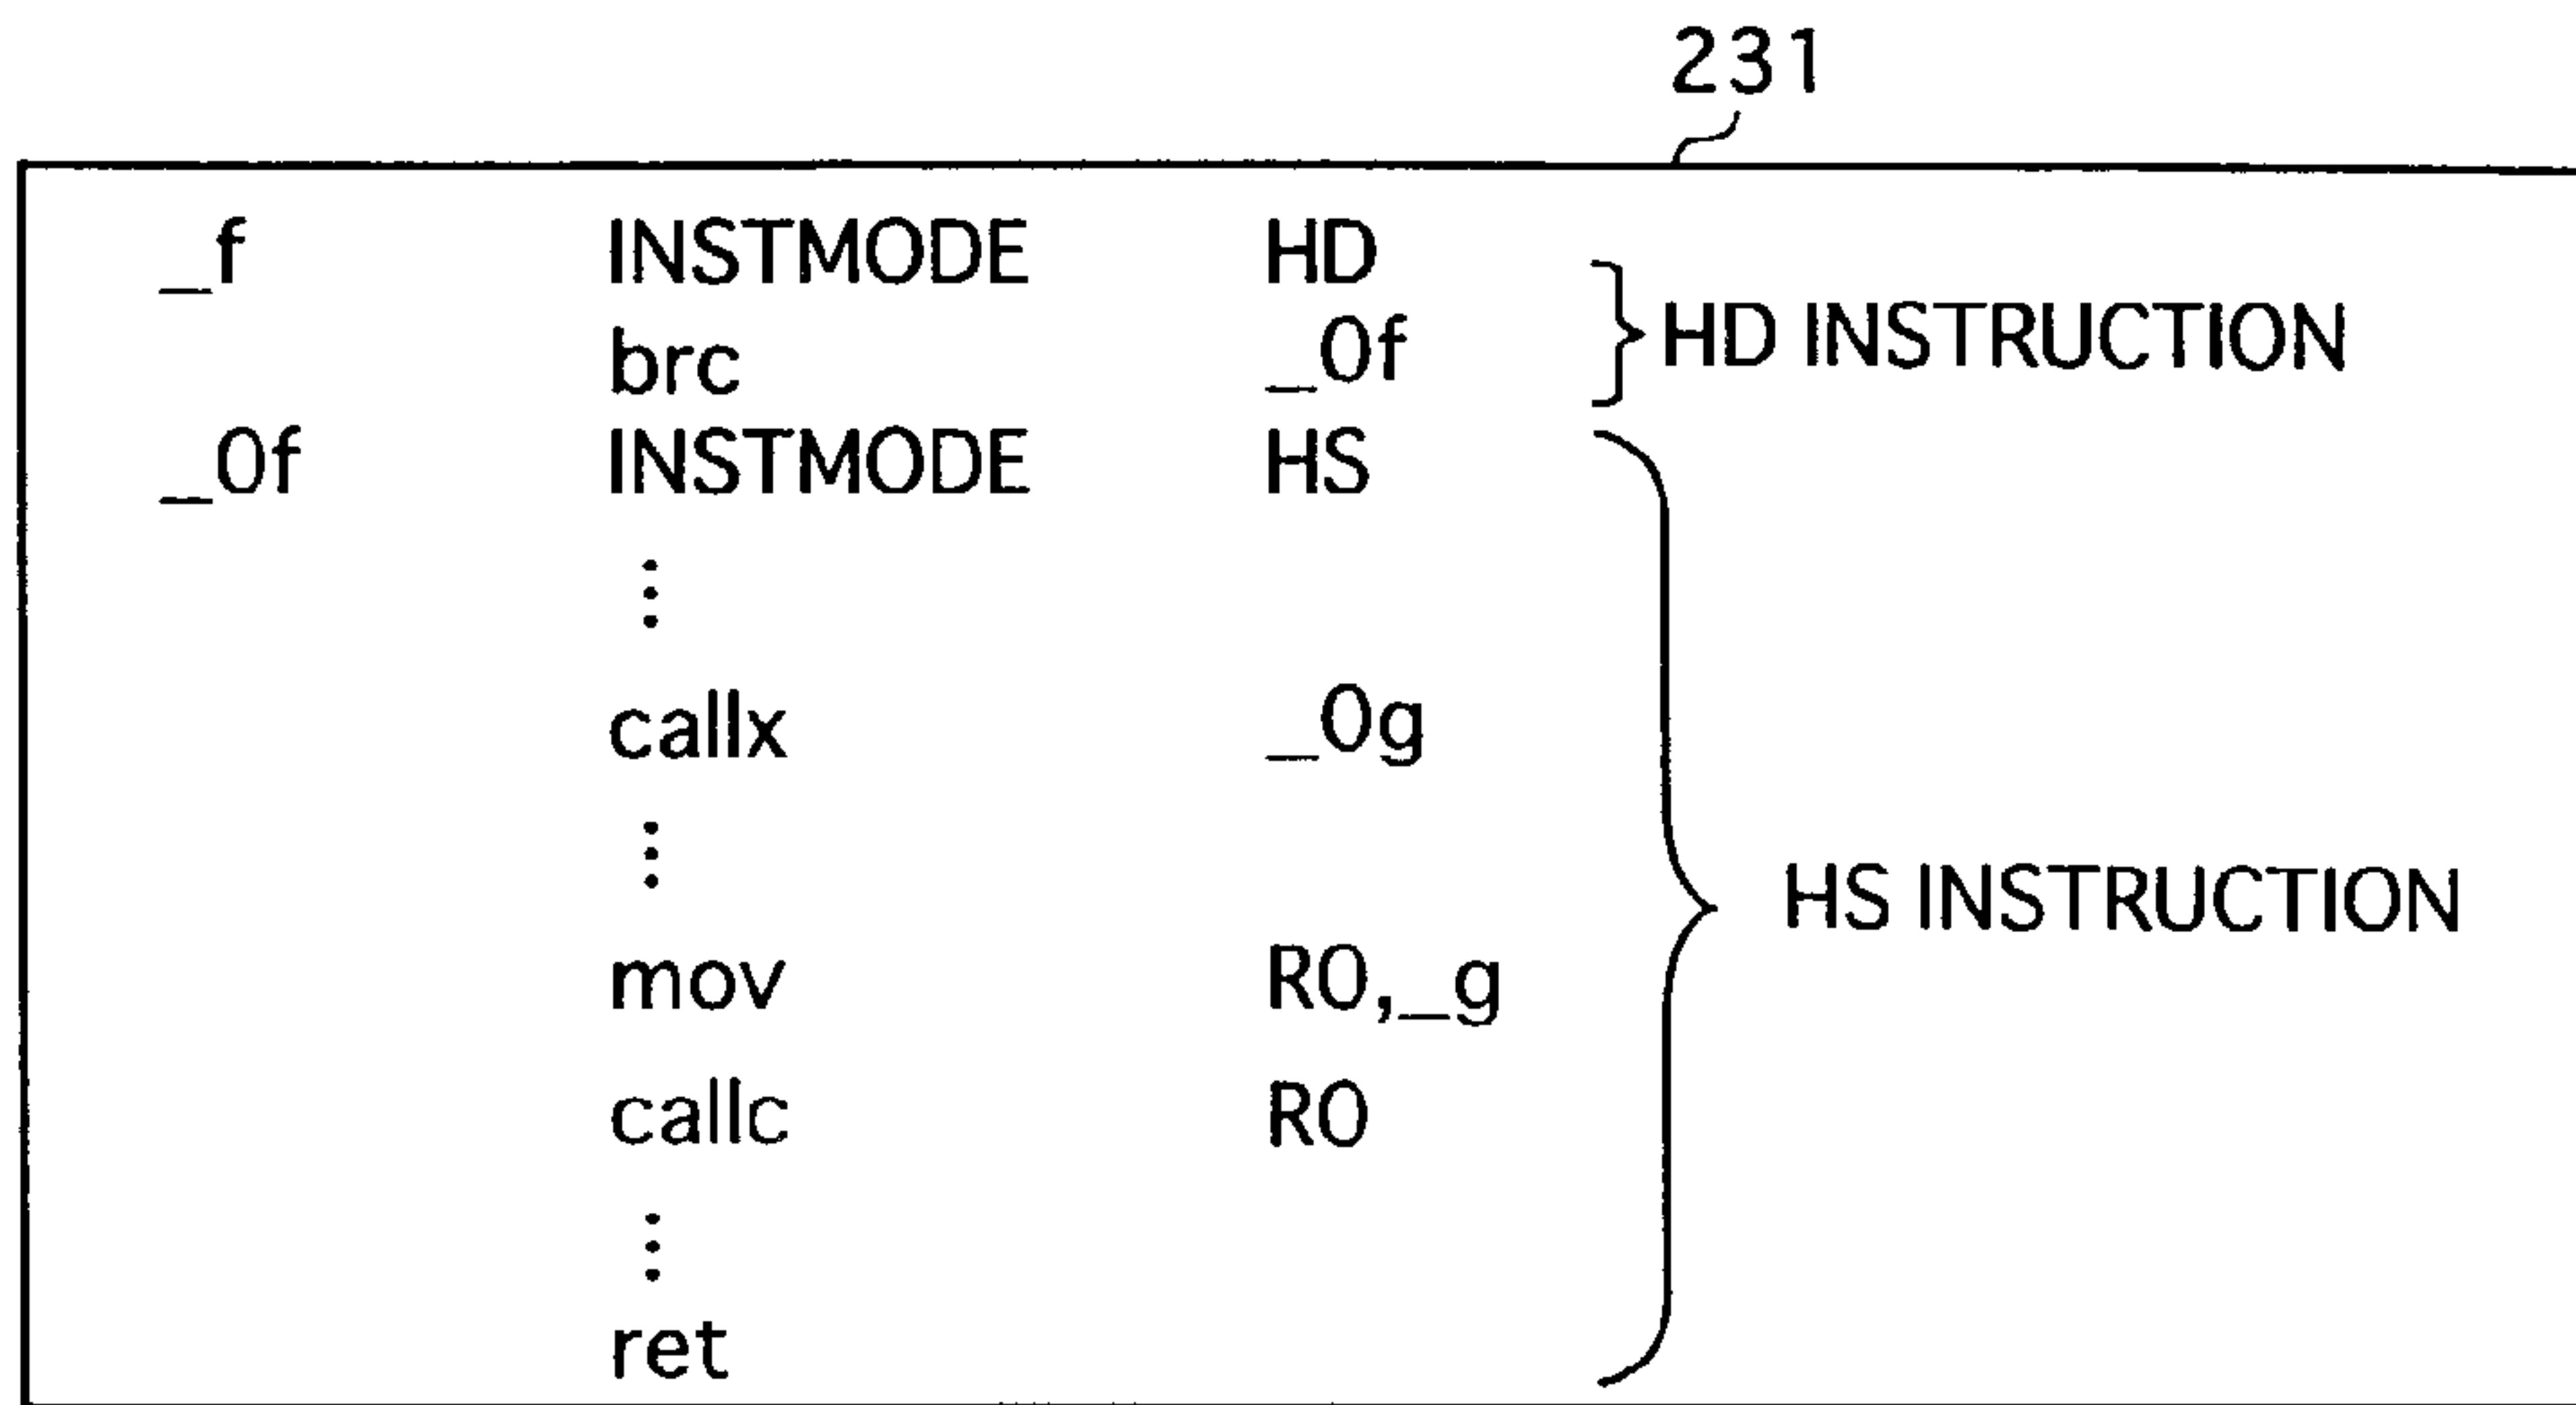 231
_f INSTMODE HD
brc _0f
HD INSTRUCTION
_0f INSTMODE HS
⋮
callx _0g
⋮
HS INSTRUCTION
mov R0,_g
callc R0
⋮
ret